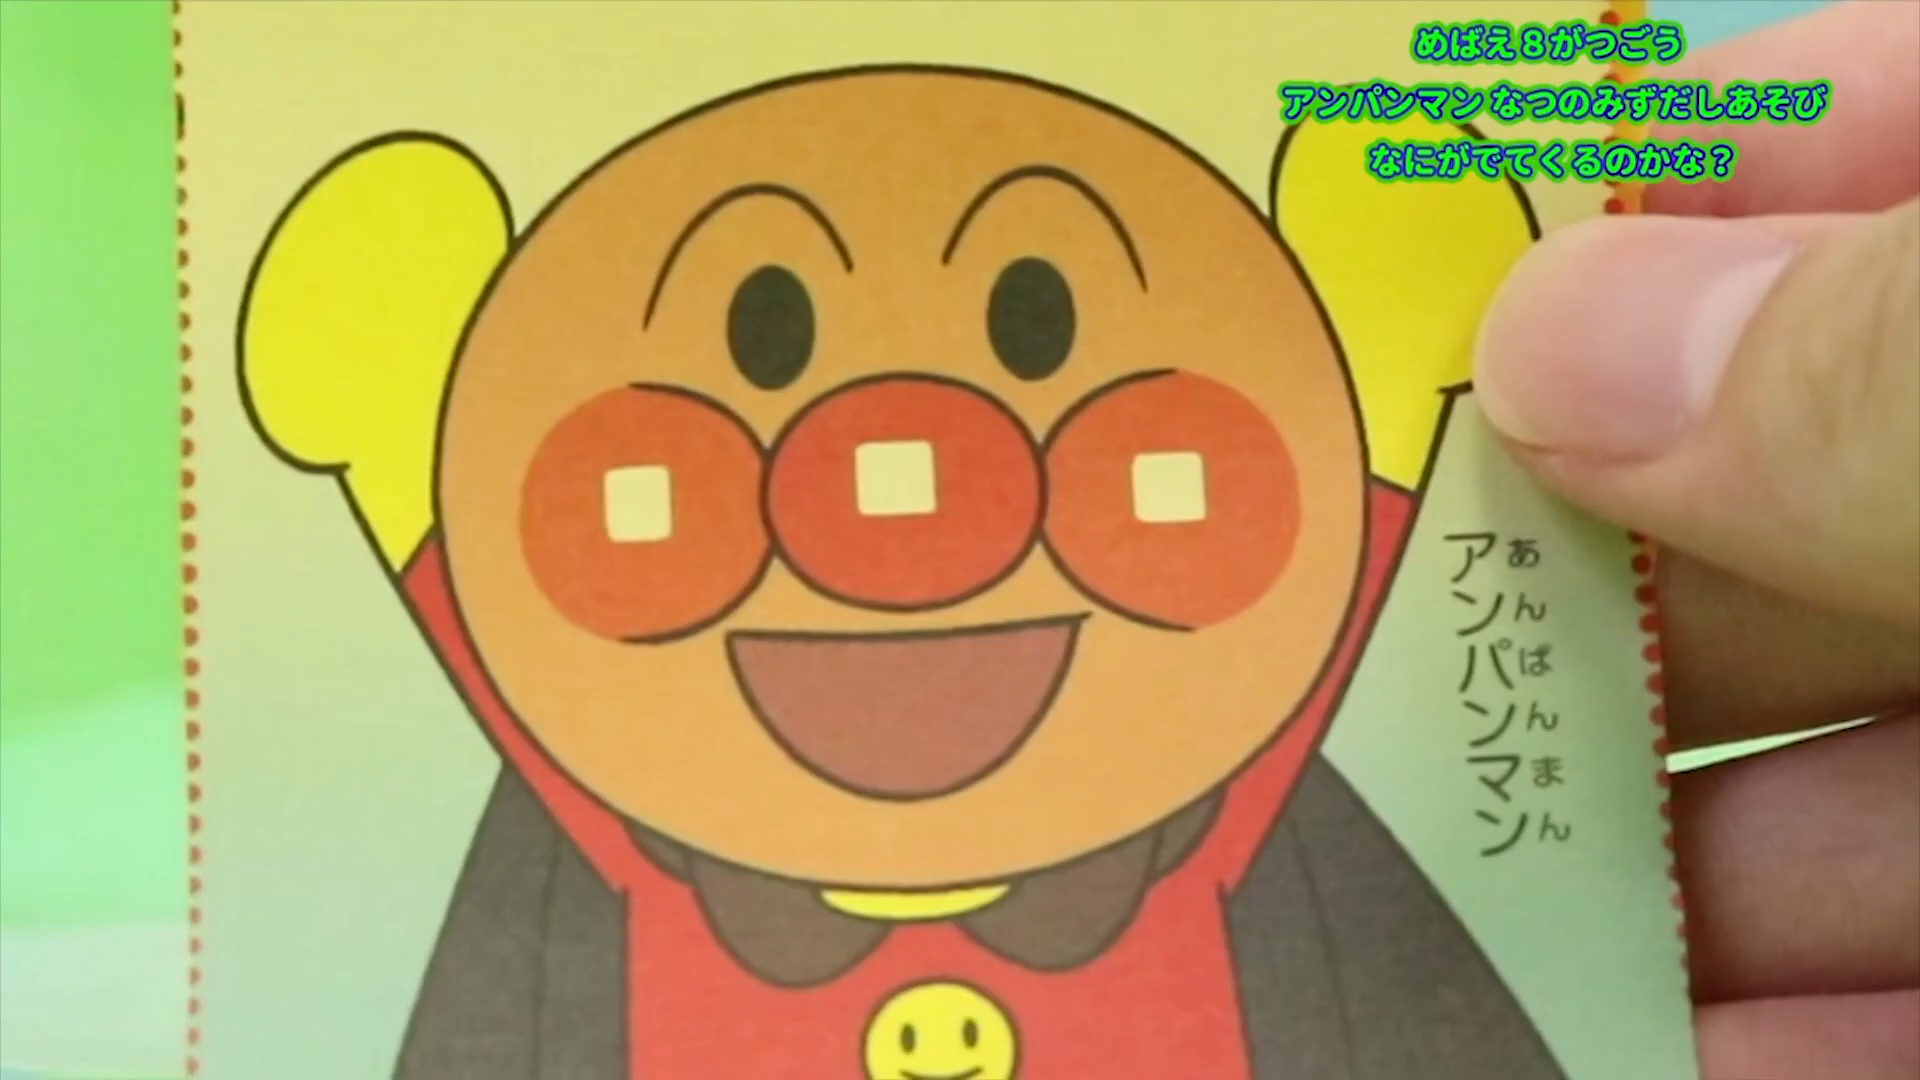 めばえ8がつごう
アンパンマン なつのみずだしあそび
なにがでてくるのかな?
アンパンマン
あんぱんまん